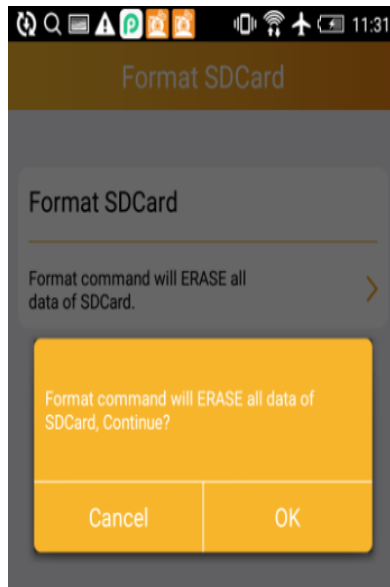 11:31
Format SDCard
Format SDCard
Format command will ERASE all
data of SDCard.
Format command will ERASE all data of
SDCard, Continue?
Cancel
OK